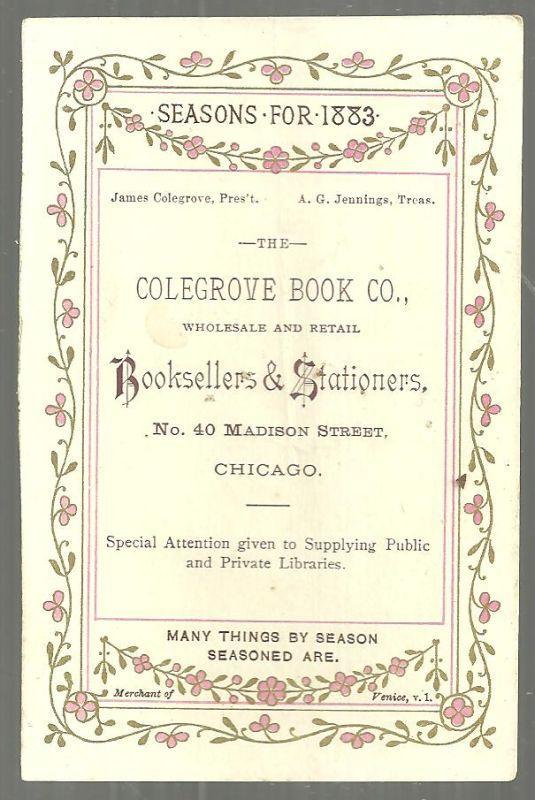 ·SEASONS·FOR·1883·
James Colegrove, Pres't. A. G. Jennings, Treas.
—THE—
COLEGROVE BOOK CO.,
WHOLESALE AND RETAIL
Booksellers & Stationers,
No. 40 MADISON STREET,
CHICAGO.
Special Attention given to Supplying Public
and Private Libraries.
MANY THINGS BY SEASON
SEASONED ARE.
Merchant of Venice, v. 1.